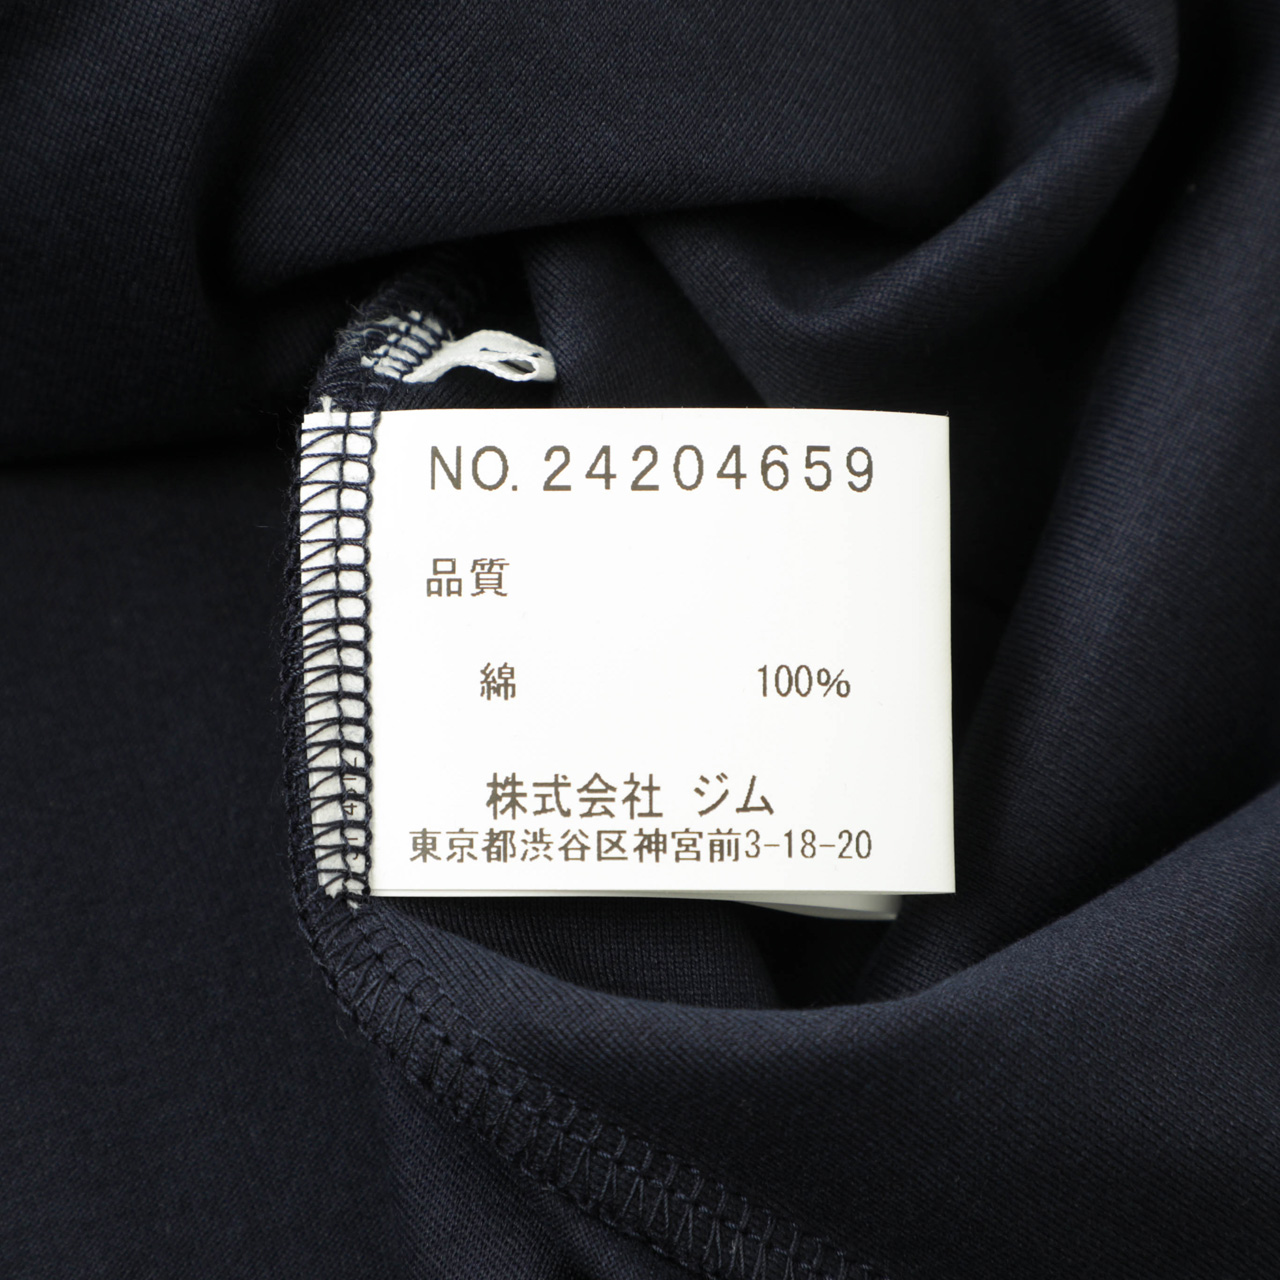 NO. 24204659
品質
綿 100%
株式会社 ジム
東京都渋谷区神宮前3-18-20